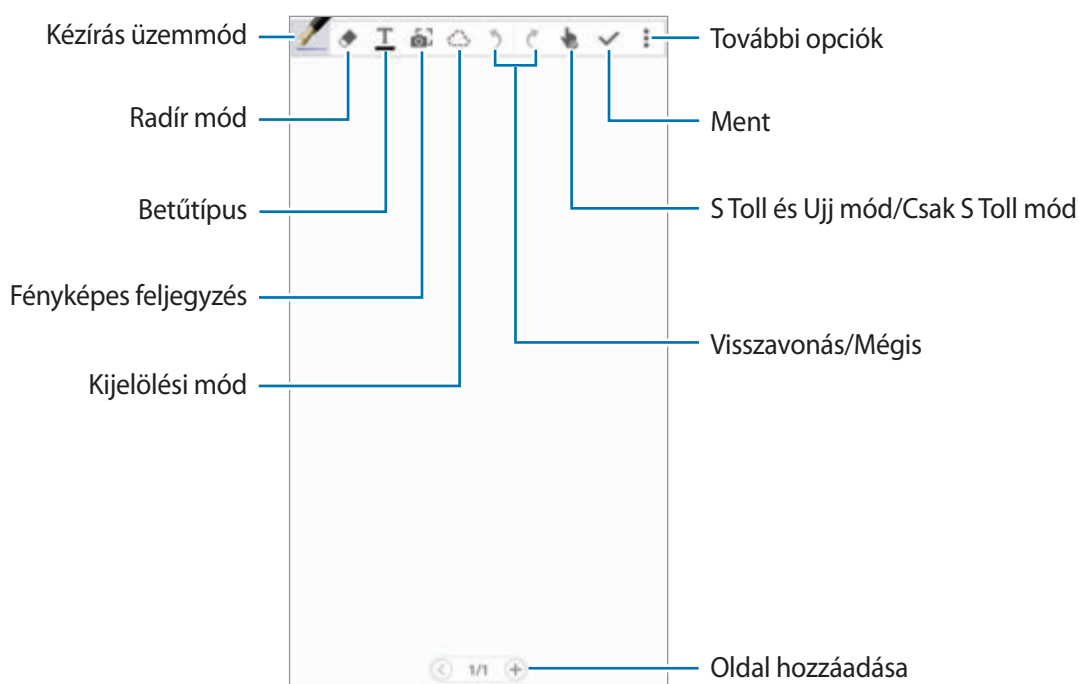 Kézírás üzemmód
További opciók
Radír mód
Ment
Betűtípus
S Toll és Ujj mód/Csak S Toll mód
Fényképes feljegyzés
Visszavonás/Mégis
Kijelölési mód
T
1/1
Oldal hozzáadása